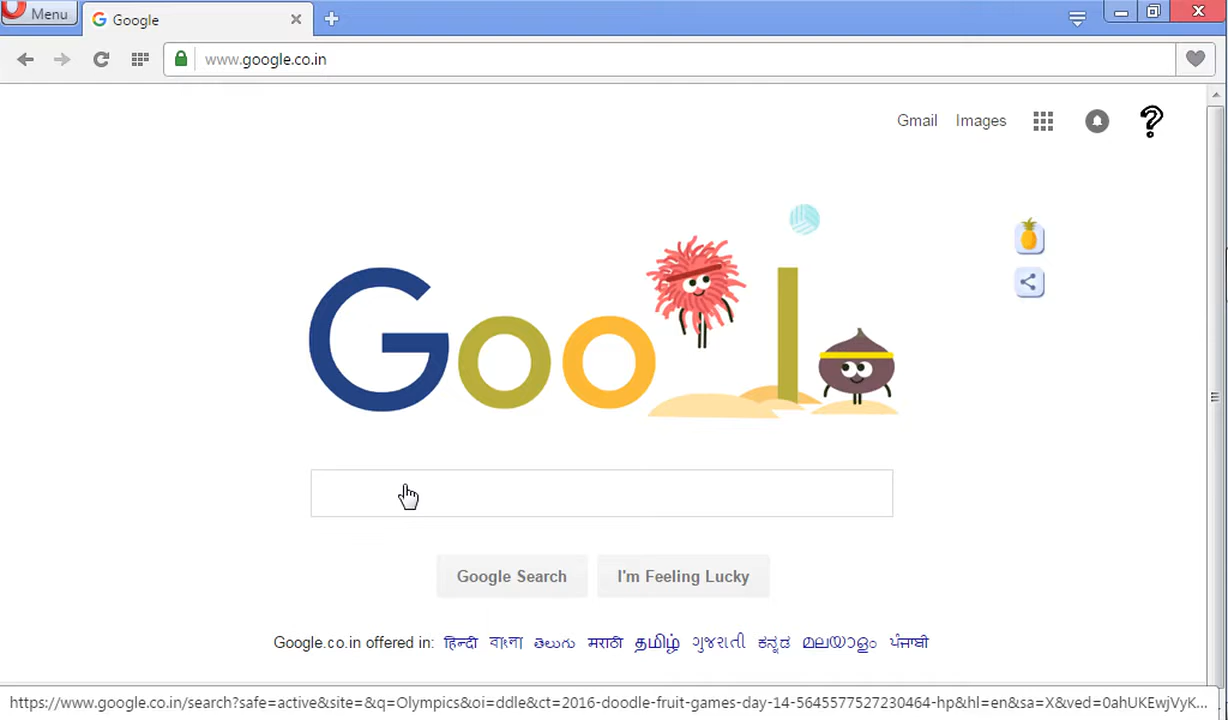 Menu
Google
www.google.co.in
Gmail Images
Goo l
Google Search I'm Feeling Lucky
Google.co.in offered in: हिन्दी বাংলা తెలుగు मराठी தமிழ் ગુજરાતી ಕನ್ನಡ മലയാളം ਪੰਜਾਬੀ
https://www.google.co.in/search?safe=active&site=&q=Olympics&oi=ddle&ct=2016-doodle-fruit-games-day-14-5645577527230464-hp&hl=en&sa=X&ved=0ahUKEwjVyK...